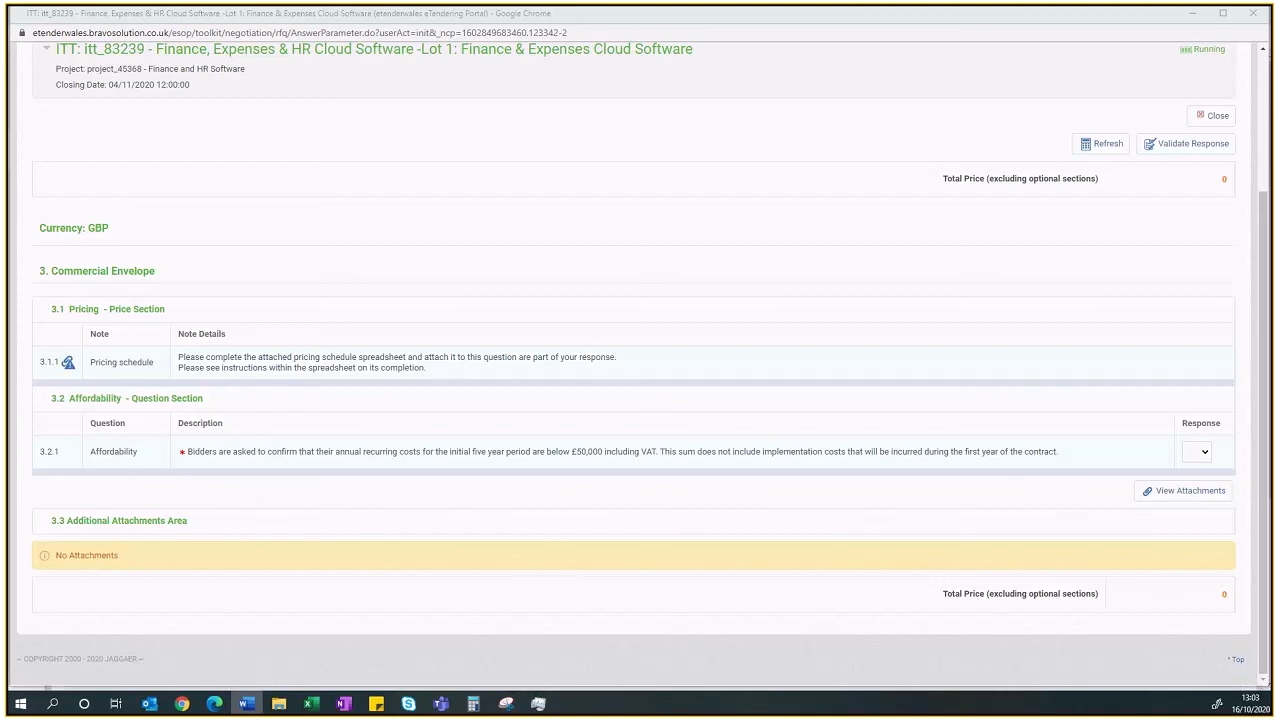 ITT: itt_83239 - Finance, Expenses & HR Cloud Software -Lot 1: Finance & Expenses Cloud Software (etenderwales eTendering Portal) - Google Chrome
etenderwales.bravosolution.co.uk/esop/toolkit/negotiation/rfq/AnswerParameter.do?userAct=init&_ncp=1602849683460.123342-2
ITT: itt_83239 - Finance, Expenses & HR Cloud Software -Lot 1: Finance & Expenses Cloud Software
Running
Project: project_45368 - Finance and HR Software
Closing Date: 04/11/2020 12:00:00
Close
Refresh
Validate Response
Total Price (excluding optional sections) 0
Currency: GBP
3. Commercial Envelope
3.1 Pricing - Price Section
Note Note Details
3.1.1 Pricing schedule Please complete the attached pricing schedule spreadsheet and attach it to this question are part of your response.
Please see instructions within the spreadsheet on its completion.
3.2 Affordability - Question Section
Question Description Response
3.2.1 Affordability * Bidders are asked to confirm that their annual recurring costs for the initial five year period are below £50,000 including VAT. This sum does not include implementation costs that will be incurred during the first year of the contract.
View Attachments
3.3 Additional Attachments Area
No Attachments
Total Price (excluding optional sections) 0
-- COPYRIGHT 2000 - 2020 JAGGAER --
^ Top
13:03
16/10/2020